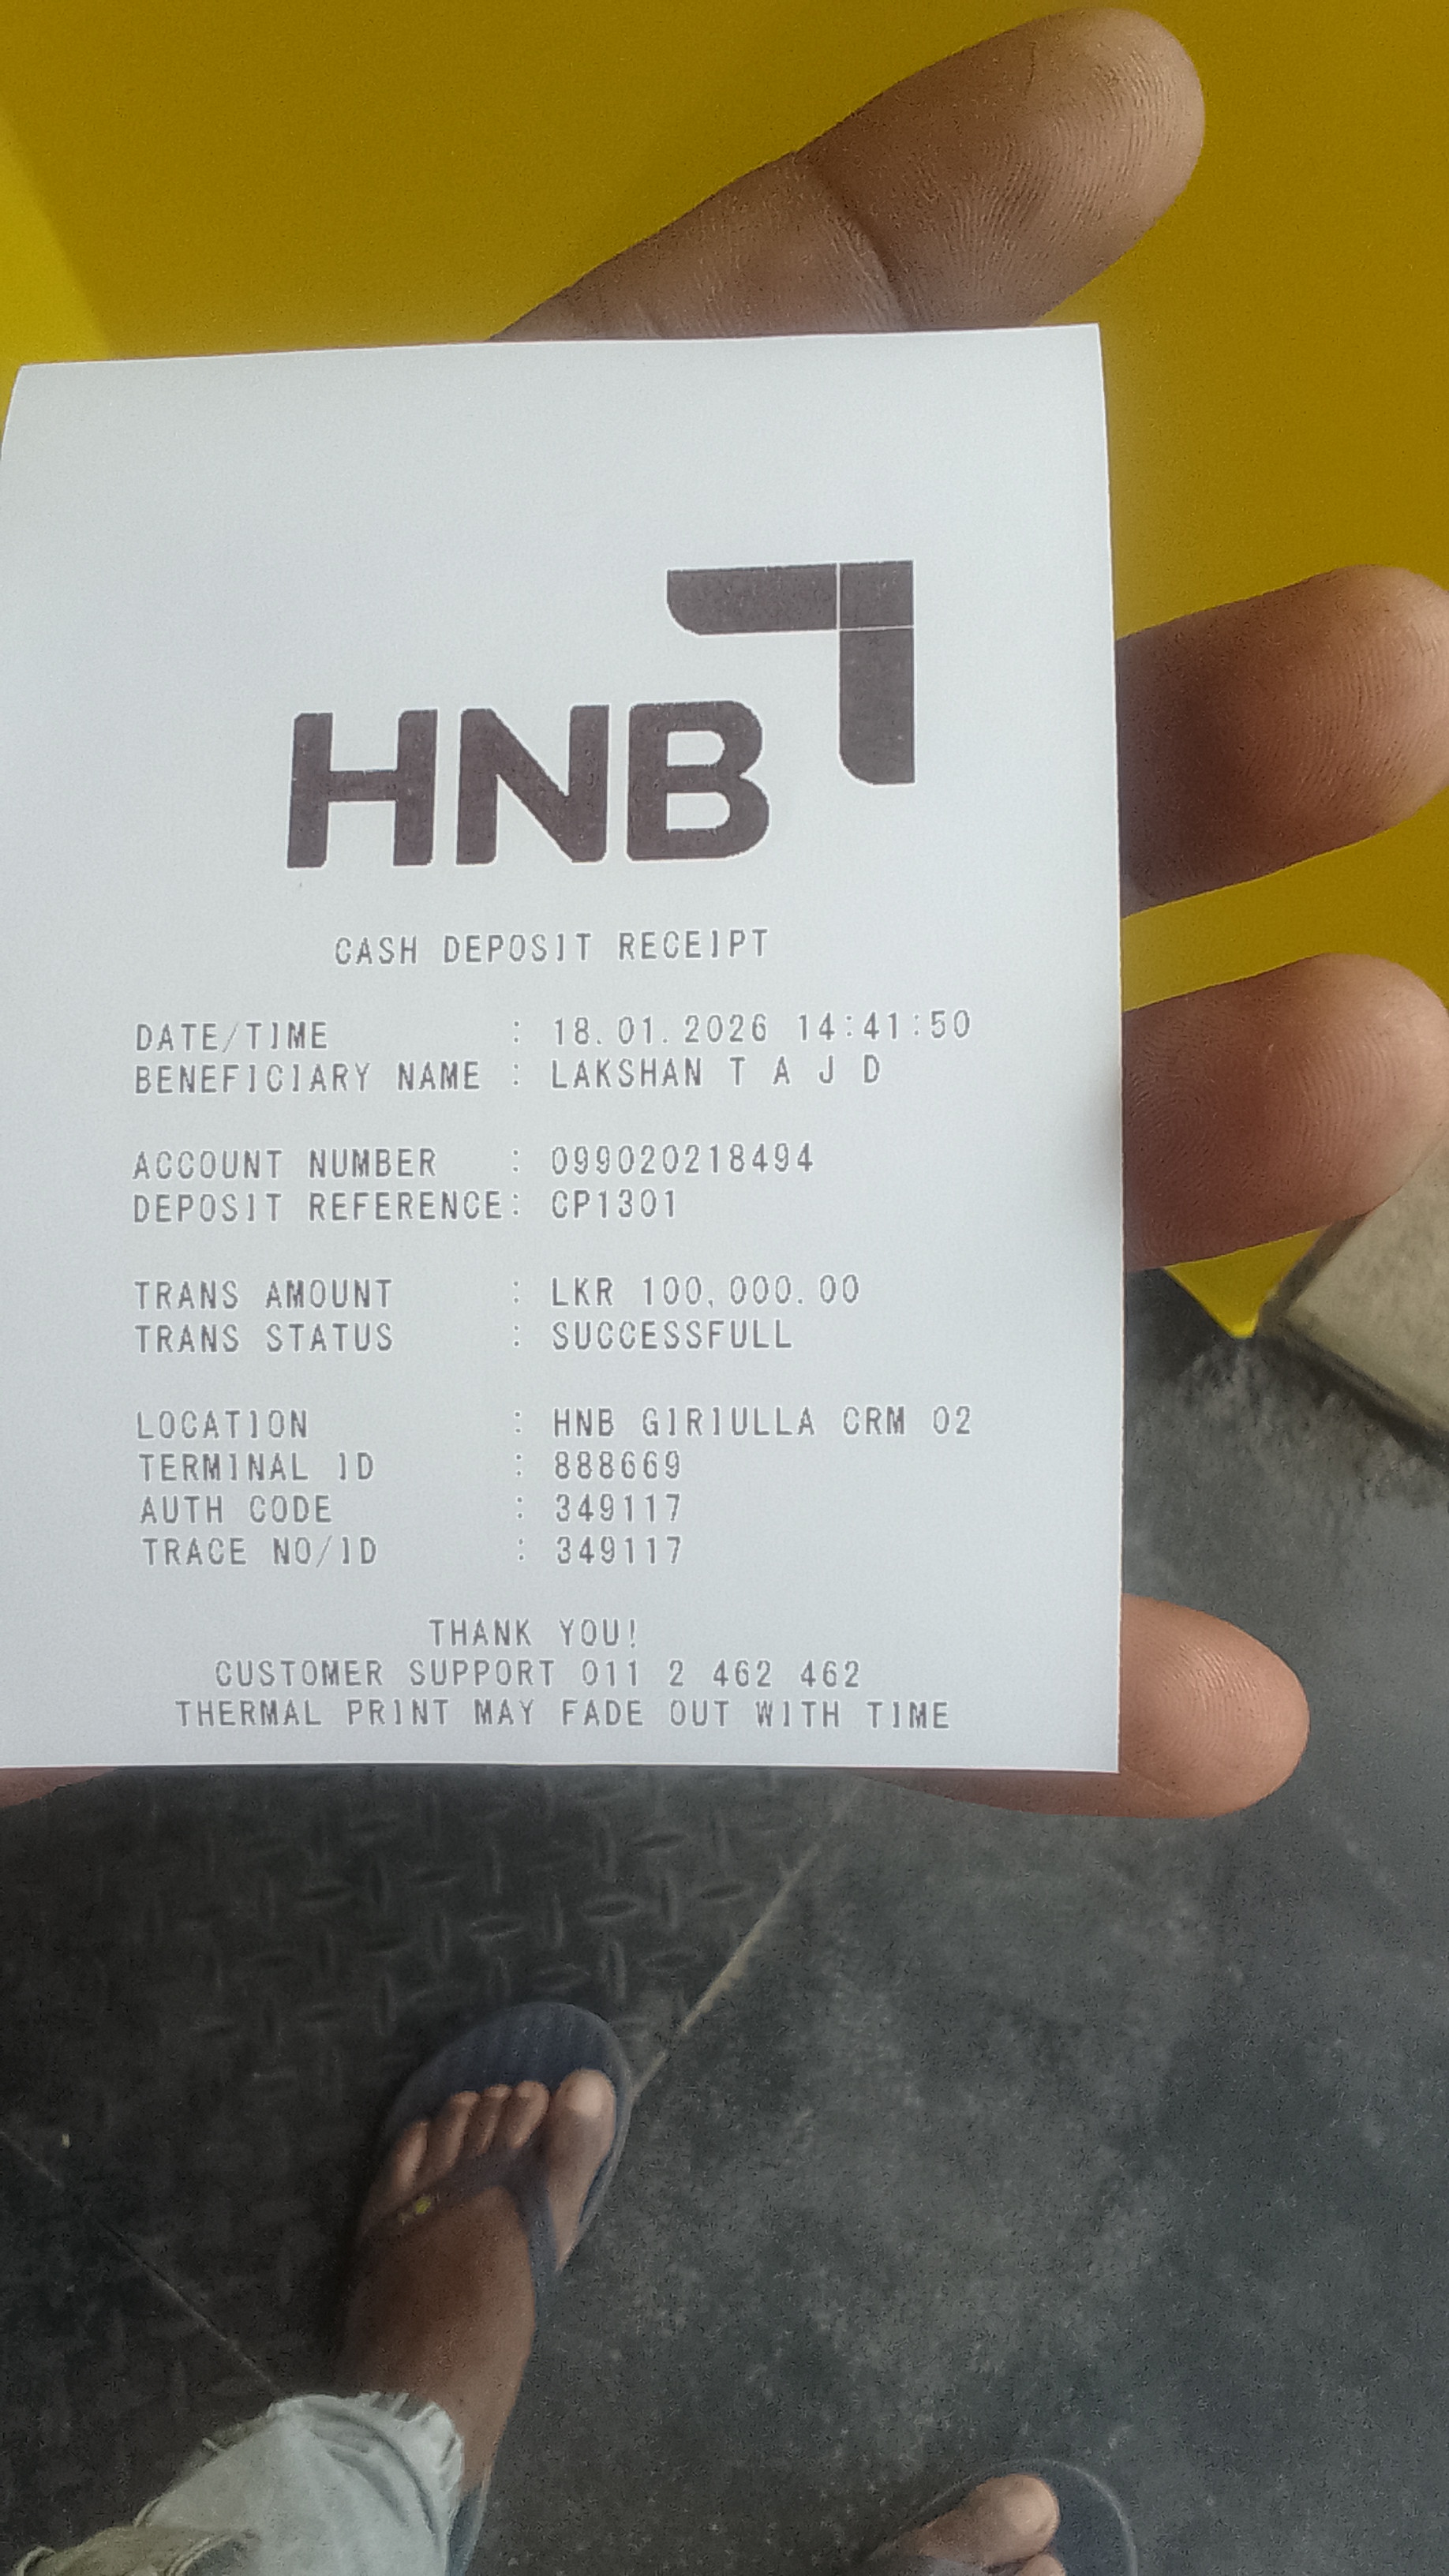 HNB
CASH DEPOSIT RECEIPT
DATE/TIME : 18.01.2026 14:41:50
BENEFICIARY NAME : LAKSHAN T A J D
ACCOUNT NUMBER : 099020218494
DEPOSIT REFERENCE: CP1301
TRANS AMOUNT : LKR 100,000.00
TRANS STATUS : SUCCESSFULL
LOCATION : HNB GIRIULLA CRM 02
TERMINAL ID : 888669
AUTH CODE : 349117
TRACE NO/ID : 349117
THANK YOU!
CUSTOMER SUPPORT 011 2 462 462
THERMAL PRINT MAY FADE OUT WITH TIME